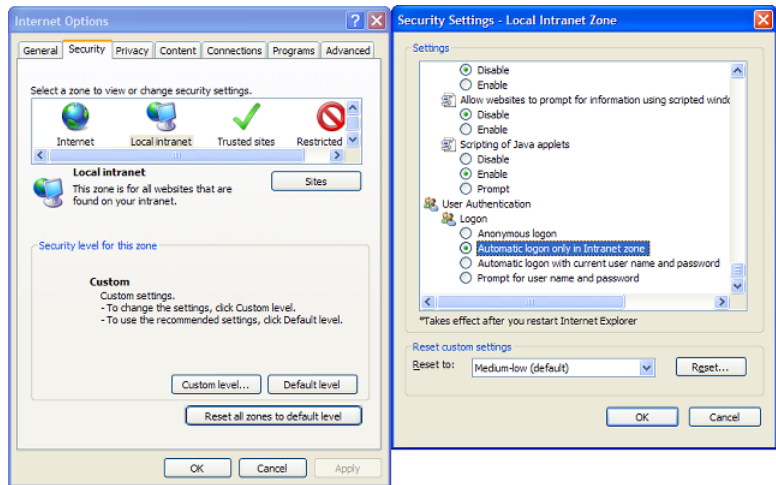 Internet Options
General Security Privacy Content Connections Programs Advanced
Select a zone to view or change security settings.
Internet Local intranet Trusted sites Restricted
Local intranet
This zone is for all websites that are
found on your intranet.
Sites
Security level for this zone
Custom
Custom settings.
- To change the settings, click Custom level.
- To use the recommended settings, click Default level.
Custom level... Default level
Reset all zones to default level
OK Cancel Apply
Security Settings - Local Intranet Zone
Settings
Disable
Enable
Allow websites to prompt for information using scripted windo
Disable
Enable
Scripting of Java applets
Disable
Enable
Prompt
User Authentication
Logon
Anonymous logon
Automatic logon only in Intranet zone
Automatic logon with current user name and password
Prompt for user name and password
*Takes effect after you restart Internet Explorer
Reset custom settings
Reset to: Medium-low (default) Reset...
OK Cancel